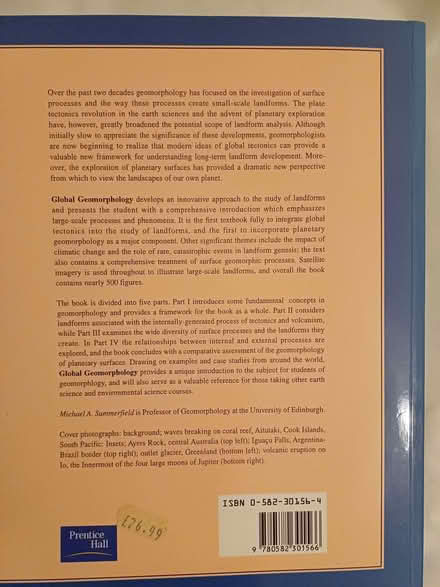 Over the past two decades geomorphology has focused on the investigation of surface
processes and the way these processes create small-scale landforms. The plate
tectonics revolution in the earth sciences and the advent of planetary exploration
have, however, greatly broadened the potential scope of landform analysis. Although
initially slow to appreciate the significance of these developments, geomorphologists
are now beginning to realize that modern ideas of global tectonics can provide a
valuable new framework for understanding long-term landform development. More-
over, the exploration of planetary surfaces has provided a dramatic new perspective
from which to view the landscapes of our own planet.
Global Geomorphology develops an innovative approach to the study of landforms
and presents the student with a comprehensive introduction which emphasizes
large-scale processes and phenomena. It is the first textbook fully to integrate global
tectonics into the study of landforms, and the first to incorporate planetary
geomorphology as a major component. Other significant themes include the impact of
climatic change and the role of rare, catastrophic events in landform genesis; the text
also contains a comprehensive treatment of surface geomorphic processes. Satellite
imagery is used throughout to illustrate large-scale landforms, and overall the book
contains nearly 500 figures.
The book is divided into five parts. Part I introduces some fundamental concepts in
geomorphology and provides a framework for the book as a whole. Part II considers
landforms associated with the internally-generated process of tectonics and volcanism,
while Part III examines the wide diversity of surface processes and the landforms they
create. In Part IV the relationships between internal and external processes are
explored, and the book concludes with a comparative assessment of the geomorphology
of planetary surfaces. Drawing on examples and case studies from around the world,
Global Geomorphology provides a unique introduction to the subject for students of
geomorphlogy, and will also serve as a valuable reference for those taking other earth
science and environmental science courses.
Michael A. Summerfield is Professor of Geomorphology at the University of Edinburgh.
Cover photographs: background; waves breaking on coral reef, Aitutaki, Cook Islands,
South Pacific: Insets; Ayers Rock, central Australia (top left); Iguaçu Falls, Argentina-
Brazil border (top right); outlet glacier, Greenland (bottom left); volcanic eruption on
Io, the Innermost of the four large moons of Jupiter (bottom right).
ISBN 0-582-30156-4
9 780582 301566
£26.99
Prentice
Hall